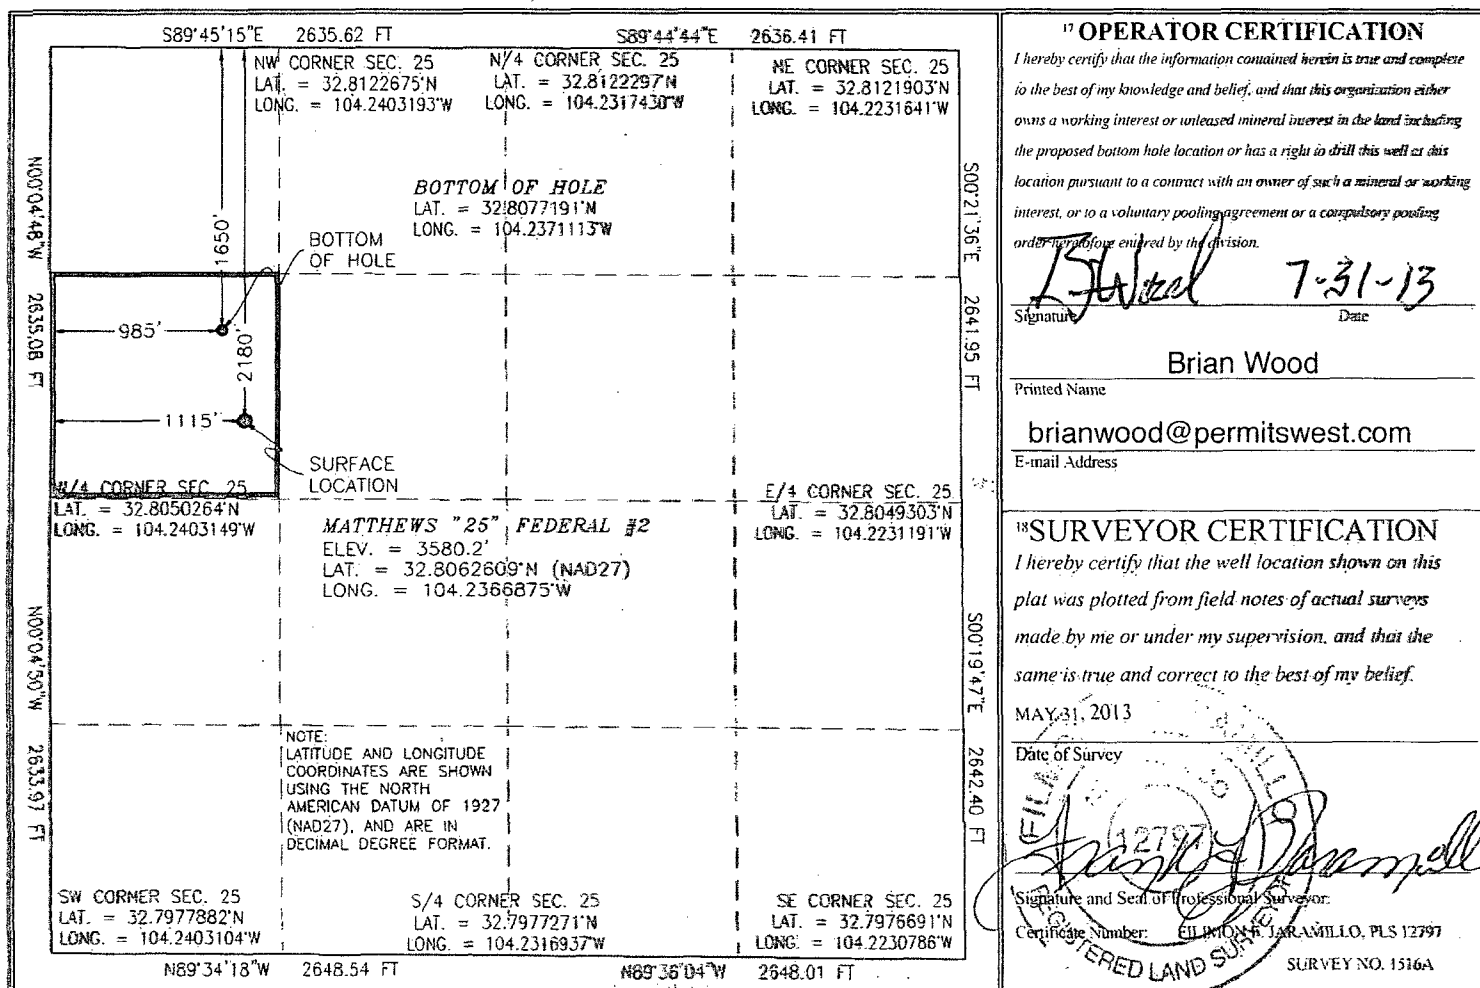 S89°45'15"E 2635.62 FT
S89°44'44"E 2636.41 FT
NW CORNER SEC. 25
LAT. = 32.8122675°N
LONG. = 104.2403193°W
N/4 CORNER SEC. 25
LAT. = 32.8122297°N
LONG. = 104.2317430°W
NE CORNER SEC. 25
LAT. = 32.8121903°N
LONG. = 104.2231641°W
N00°04'48"W 2635.08 FT
S00°21'36"E 2641.95 FT
BOTTOM OF HOLE
LAT. = 32.8077191°N
LONG. = 104.2371113°W
1650'
BOTTOM
OF HOLE
985'
2180'
1115'
SURFACE
LOCATION
W/4 CORNER SEC. 25
LAT. = 32.8050264°N
LONG. = 104.2403149°W
E/4 CORNER SEC. 25
LAT. = 32.8049303°N
LONG. = 104.2231191°W
MATTHEWS "25" FEDERAL #2
ELEV. = 3580.2'
LAT. = 32.8062609°N (NAD27)
LONG. = 104.2366875°W
N00°04'50"W 2633.97 FT
S00°19'47"E 2642.40 FT
NOTE:
LATITUDE AND LONGITUDE
COORDINATES ARE SHOWN
USING THE NORTH
AMERICAN DATUM OF 1927
(NAD27), AND ARE IN
DECIMAL DEGREE FORMAT.
SW CORNER SEC. 25
LAT. = 32.7977882°N
LONG. = 104.2403104°W
S/4 CORNER SEC. 25
LAT. = 32.7977271°N
LONG. = 104.2316937°W
SE CORNER SEC. 25
LAT. = 32.7976691°N
LONG. = 104.2230786°W
N89°34'18"W 2648.54 FT
N89°36'04"W 2648.01 FT
17 OPERATOR CERTIFICATION
I hereby certify that the information contained herein is true and complete
to the best of my knowledge and belief, and that this organization either
owns a working interest or unleased mineral interest in the land including
the proposed bottom hole location or has a right to drill this well at this
location pursuant to a contract with an owner of such a mineral or working
interest, or to a voluntary pooling agreement or a compulsory pooling
order heretofore entered by the division.
BWood 7-31-13
Signature Date
Brian Wood
Printed Name
brianwood@permitswest.com
E-mail Address
18 SURVEYOR CERTIFICATION
I hereby certify that the well location shown on this
plat was plotted from field notes of actual surveys
made by me or under my supervision, and that the
same is true and correct to the best of my belief.
MAY 31, 2013
Date of Survey
12797
REGISTERED LAND SURVEYOR
Signature and Seal of Professional Surveyor:
Certificate Number: FILIMON F. JARAMILLO, PLS 12797
SURVEY NO. 1516A